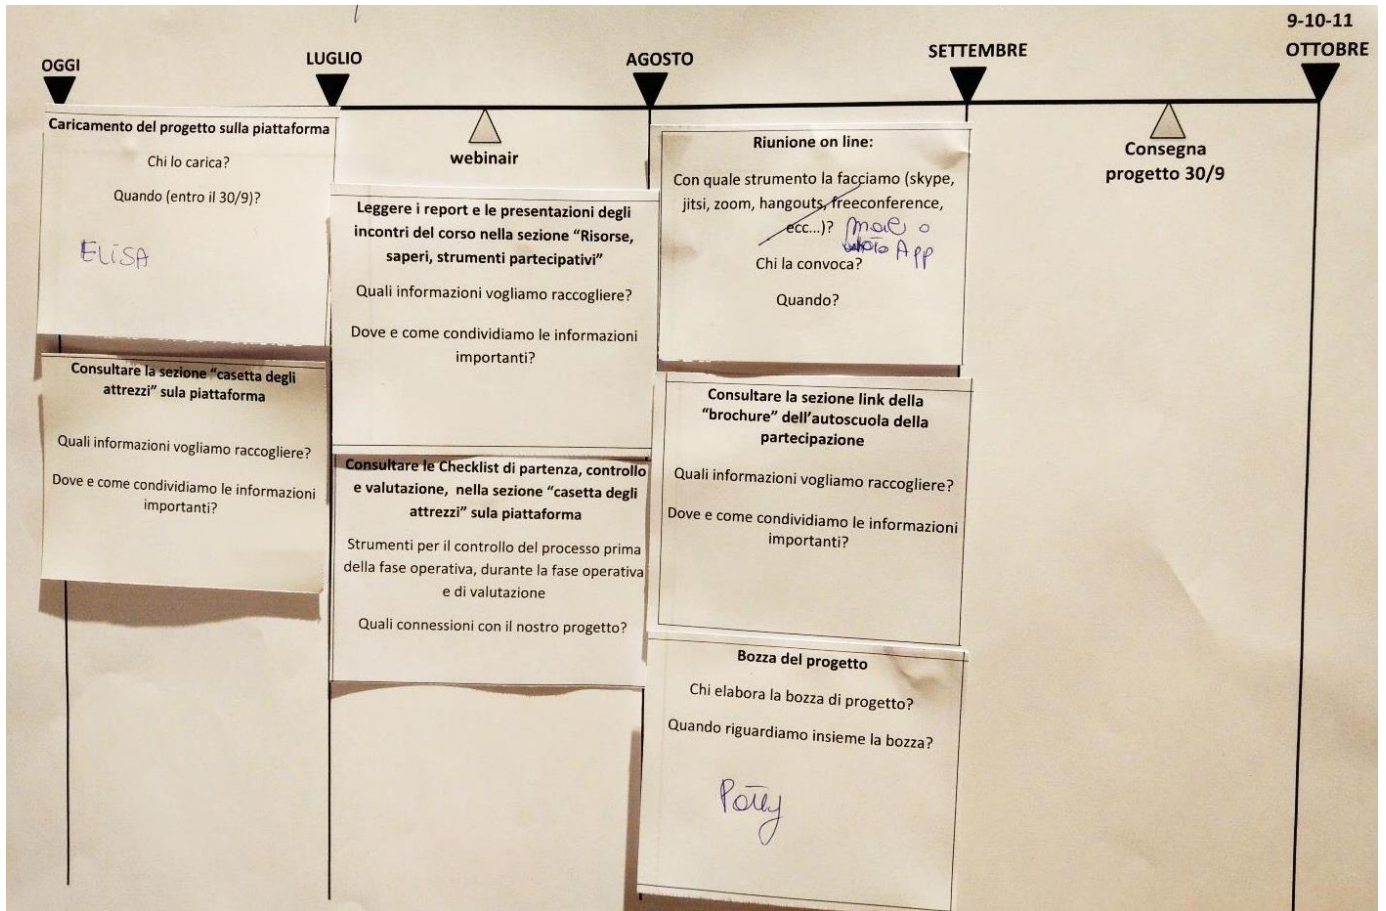 9-10-11
OGGI
LUGLIO
AGOSTO
SETTEMBRE
OTTOBRE
Caricamento del progetto sulla piattaforma
Chi lo carica?
Quando (entro il 30/9)?
ELISA
Consultare la sezione "casetta degli
attrezzi" sula piattaforma
Quali informazioni vogliamo raccogliere?
Dove e come condividiamo le informazioni
importanti?
webinair
Leggere i report e le presentazioni degli
incontri del corso nella sezione "Risorse,
saperi, strumenti partecipativi"
Quali informazioni vogliamo raccogliere?
Dove e come condividiamo le informazioni
importanti?
Consultare le Checklist di partenza, controllo
e valutazione, nella sezione "casetta degli
attrezzi" sula piattaforma
Strumenti per il controllo del processo prima
della fase operativa, durante la fase operativa
e di valutazione
Quali connessioni con il nostro progetto?
Riunione on line:
Con quale strumento la facciamo (skype,
jitsi, zoom, hangouts, freeconference,
ecc...)? mail o
App
Chi la convoca?
Quando?
Consultare la sezione link della
"brochure" dell'autoscuola della
partecipazione
Quali informazioni vogliamo raccogliere?
Dove e come condividiamo le informazioni
importanti?
Bozza del progetto
Chi elabora la bozza di progetto?
Quando riguardiamo insieme la bozza?
Patty
Consegna
progetto 30/9